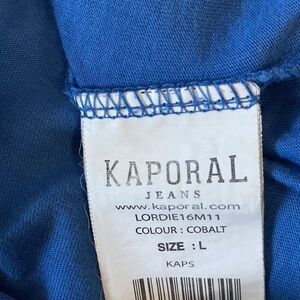 KAPORAL
JEANS
www.kaporal.com
LORDIE16M11
COLOUR : COBALT
SIZE : L
KAPS